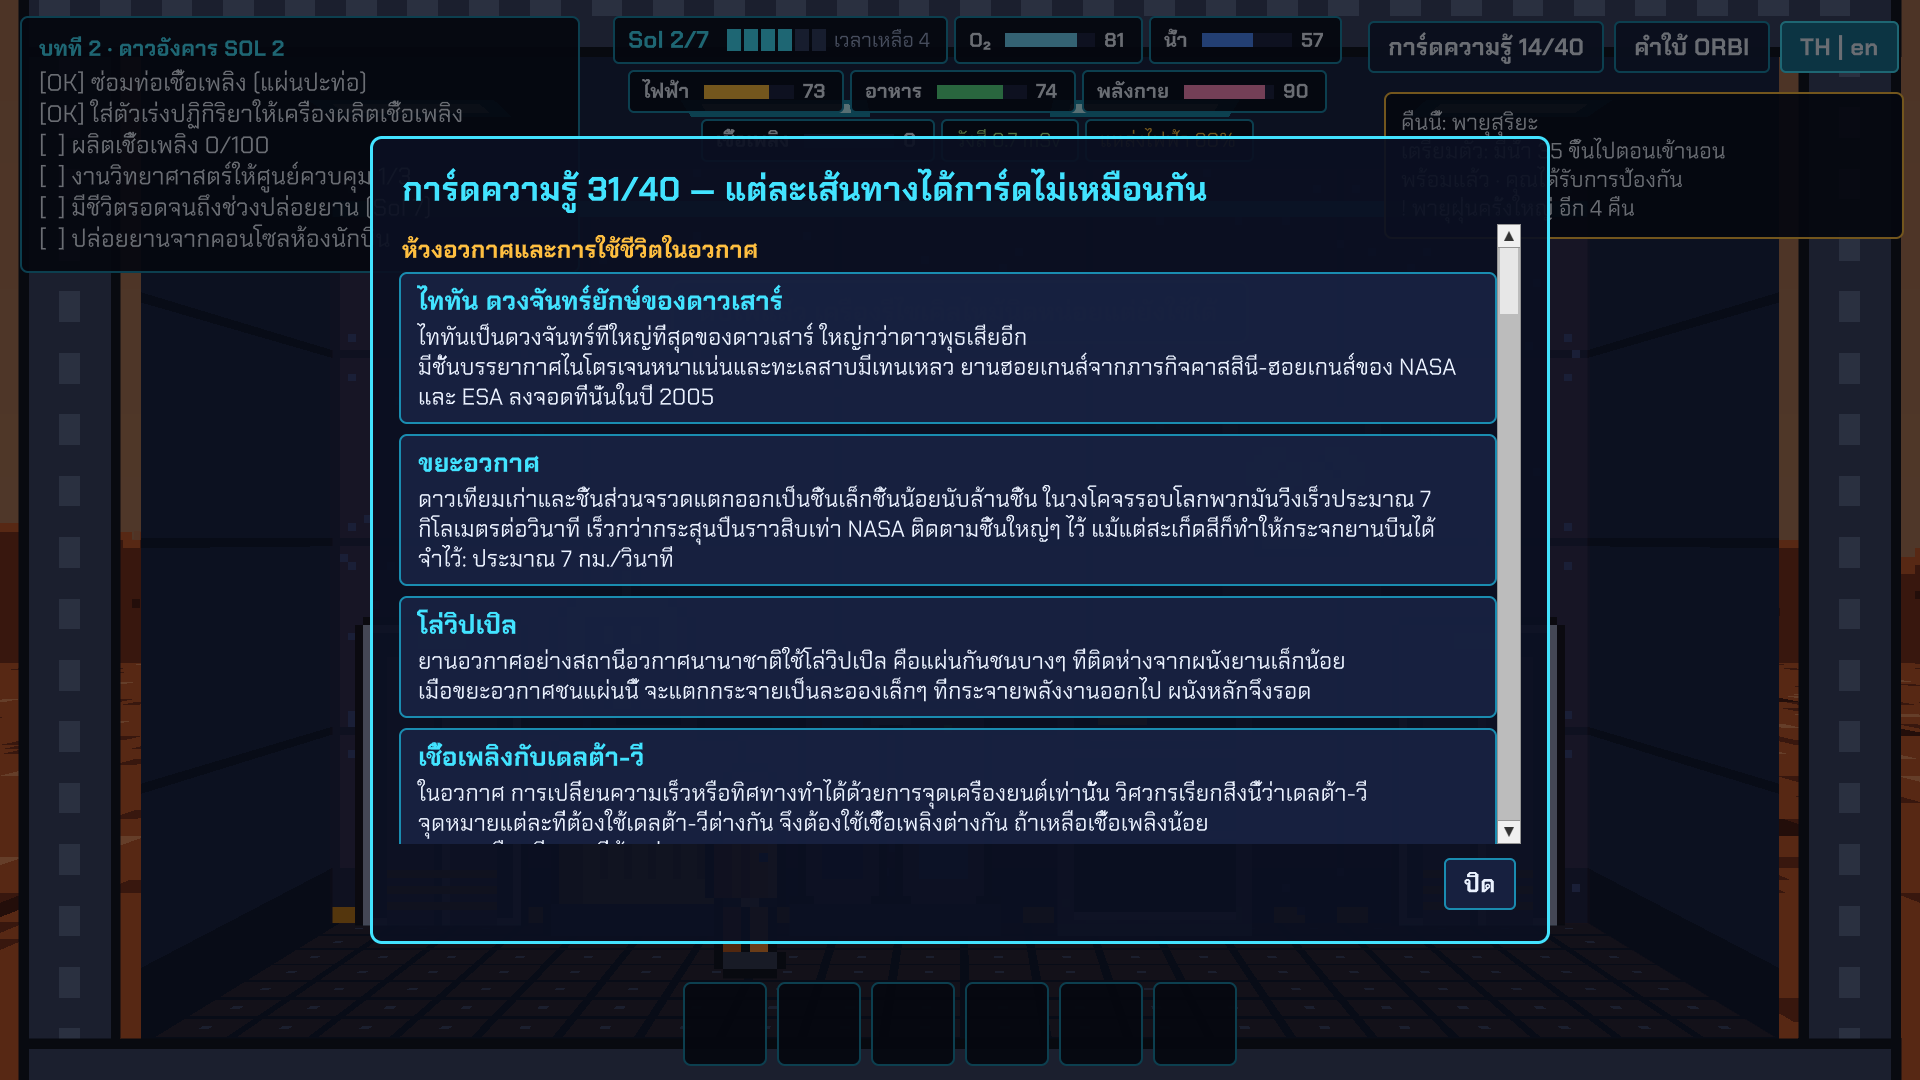 บทที่ 2 · ดาวอังคาร SOL 2
[OK] ซ่อมท่อเชื้อเพลิง (แผ่นปะท่อ)
[OK] ใส่ตัวเร่งปฏิกิริยาให้เครื่องผลิตเชื้อเพลิง
[ ] ผลิตเชื้อเพลิง 0/100
[ ] งานวิทยาศาสตร์ให้ศูนย์ควบคุม 1/3
[ ] มีชีวิตรอดจนถึงช่วงปล่อยยาน (Sol 7)
[ ] ปล่อยยานจากคอนโซลห้องนักบิน
Sol 2/7 เวลาเหลือ 4
O₂ 81
น้ำ 57
ไฟฟ้า 73
อาหาร 74
พลังกาย 90
เชื้อเพลิง 0
การ์ดความรู้ 14/40
คำใบ้ ORBI
TH | en
คืนนี้: พายุสุริยะ
เตรียมตัว: มีน้ำ 35 ขึ้นไปตอนเข้านอน
พร้อมแล้ว - คุณได้รับการป้องกัน
! พายุฝุ่นครั้งใหญ่ อีก 4 คืน
การ์ดความรู้ 31/40 — แต่ละเส้นทางได้การ์ดไม่เหมือนกัน
ห้วงอวกาศและการใช้ชีวิตในอวกาศ
ไททัน ดวงจันทร์ยักษ์ของดาวเสาร์
ไททันเป็นดวงจันทร์ที่ใหญ่ที่สุดของดาวเสาร์ ใหญ่กว่าดาวพุธเสียอีก
มีชั้นบรรยากาศไนโตรเจนหนาแน่นและทะเลสาบมีเทนเหลว ยานฮอยเกนส์จากภารกิจคาสสินี-ฮอยเกนส์ของ NASA
และ ESA ลงจอดที่นั่นในปี 2005
ขยะอวกาศ
ดาวเทียมเก่าและชิ้นส่วนจรวดแตกออกเป็นชิ้นเล็กชิ้นน้อยนับล้านชิ้น ในวงโคจรรอบโลกพวกมันวิ่งเร็วประมาณ 7
กิโลเมตรต่อวินาที เร็วกว่ากระสุนปืนราวสิบเท่า NASA ติดตามชิ้นใหญ่ๆ ไว้ แม้แต่สะเก็ดสีก็ทำให้กระจกยานบิ่นได้
จำไว้: ประมาณ 7 กม./วินาที
โล่วิปเปิล
ยานอวกาศอย่างสถานีอวกาศนานาชาติใช้โล่วิปเปิล คือแผ่นกันชนบางๆ ที่ติดห่างจากผนังยานเล็กน้อย
เมื่อขยะอวกาศชนแผ่นนี้ จะแตกกระจายเป็นละอองเล็กๆ ที่กระจายพลังงานออกไป ผนังหลักจึงรอด
เชื้อเพลิงกับเดลต้า-วี
ในอวกาศ การเปลี่ยนความเร็วหรือทิศทางทำได้ด้วยการจุดเครื่องยนต์เท่านั้น วิศวกรเรียกสิ่งนี้ว่าเดลต้า-วี
จุดหมายแต่ละที่ต้องใช้เดลต้า-วีต่างกัน จึงต้องใช้เชื้อเพลิงต่างกัน ถ้าเหลือเชื้อเพลิงน้อย
ปิด